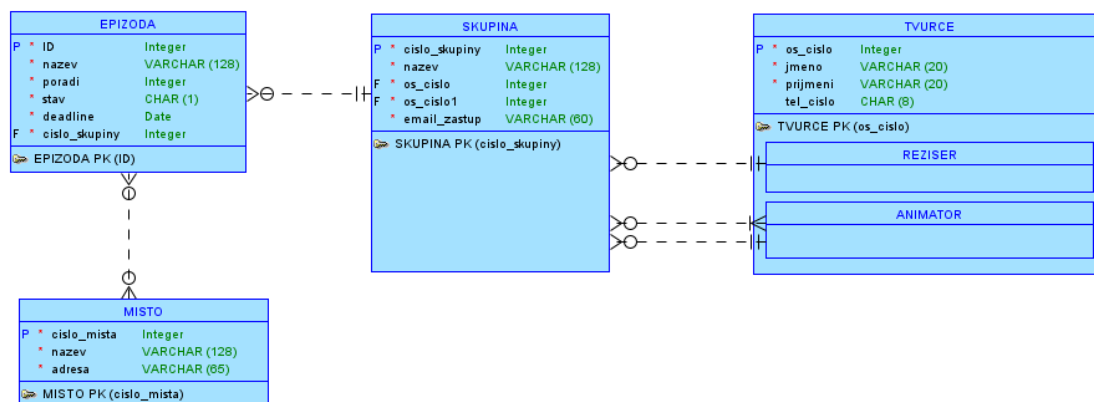 EPIZODA
P * ID Integer
* nazev VARCHAR (128)
* poradi Integer
* stav CHAR (1)
* deadline Date
F * cislo_skupiny Integer
EPIZODA PK (ID)
SKUPINA
P * cislo_skupiny Integer
* nazev VARCHAR (128)
F * os_cislo Integer
F * os_cislo1 Integer
* email_zastup VARCHAR (60)
SKUPINA PK (cislo_skupiny)
TVURCE
P * os_cislo Integer
* jmeno VARCHAR (20)
* prijmeni VARCHAR (20)
tel_cislo CHAR (8)
TVURCE PK (os_cislo)
REZISER
ANIMATOR
MISTO
P * cislo_mista Integer
* nazev VARCHAR (128)
* adresa VARCHAR (65)
MISTO PK (cislo_mista)